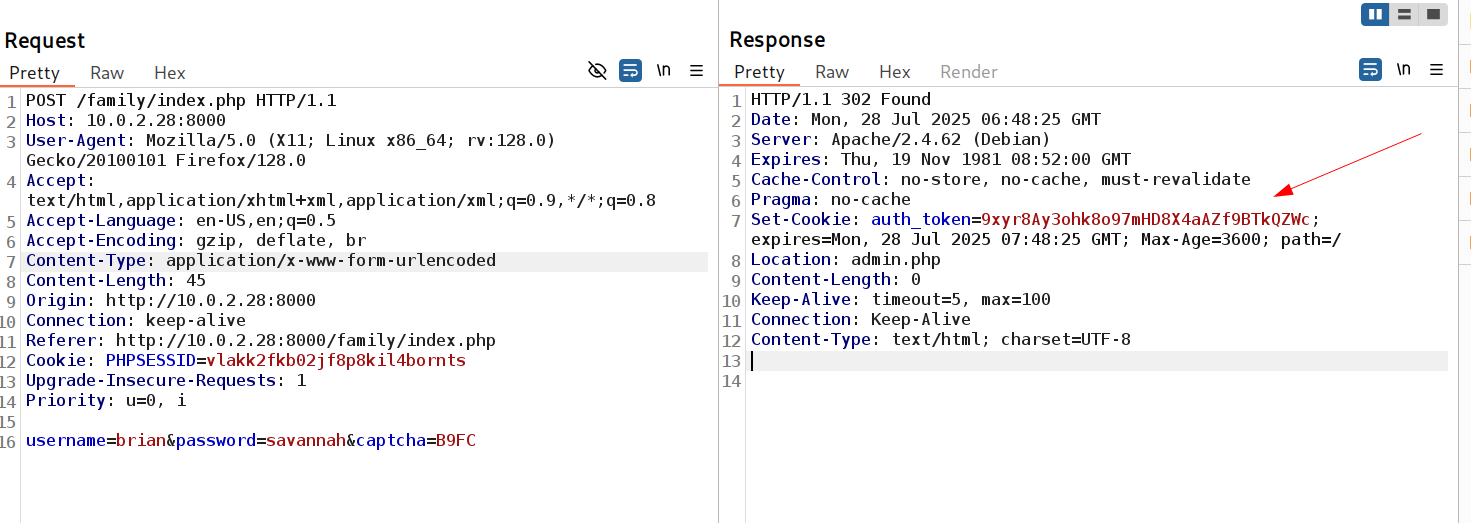 Request
Pretty Raw Hex \n
1 POST /family/index.php HTTP/1.1
2 Host: 10.0.2.28:8000
3 User-Agent: Mozilla/5.0 (X11; Linux x86_64; rv:128.0)
Gecko/20100101 Firefox/128.0
4 Accept:
text/html,application/xhtml+xml,application/xml;q=0.9,*/*;q=0.8
5 Accept-Language: en-US,en;q=0.5
6 Accept-Encoding: gzip, deflate, br
7 Content-Type: application/x-www-form-urlencoded
8 Content-Length: 45
9 Origin: http://10.0.2.28:8000
10 Connection: keep-alive
11 Referer: http://10.0.2.28:8000/family/index.php
12 Cookie: PHPSESSID=vlakk2fkb02jf8p8kil4bornts
13 Upgrade-Insecure-Requests: 1
14 Priority: u=0, i
15
16 username=brian&password=savannah&captcha=B9FC
Response
Pretty Raw Hex Render \n
1 HTTP/1.1 302 Found
2 Date: Mon, 28 Jul 2025 06:48:25 GMT
3 Server: Apache/2.4.62 (Debian)
4 Expires: Thu, 19 Nov 1981 08:52:00 GMT
5 Cache-Control: no-store, no-cache, must-revalidate
6 Pragma: no-cache
7 Set-Cookie: auth_token=9xyr8Ay3ohk8o97mHD8X4aAZf9BTkQZWc;
expires=Mon, 28 Jul 2025 07:48:25 GMT; Max-Age=3600; path=/
8 Location: admin.php
9 Content-Length: 0
10 Keep-Alive: timeout=5, max=100
11 Connection: Keep-Alive
12 Content-Type: text/html; charset=UTF-8
13
14